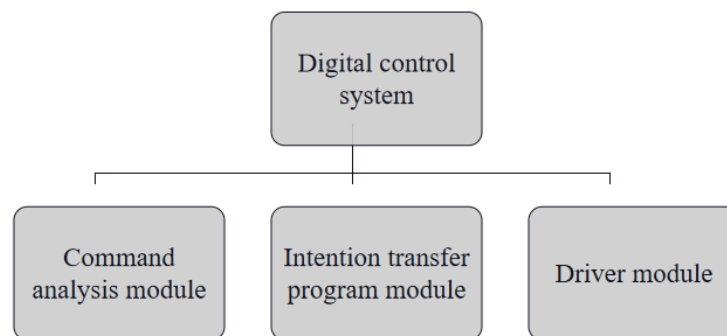 Digital control
system
Command
analysis module
Intention transfer
program module
Driver module